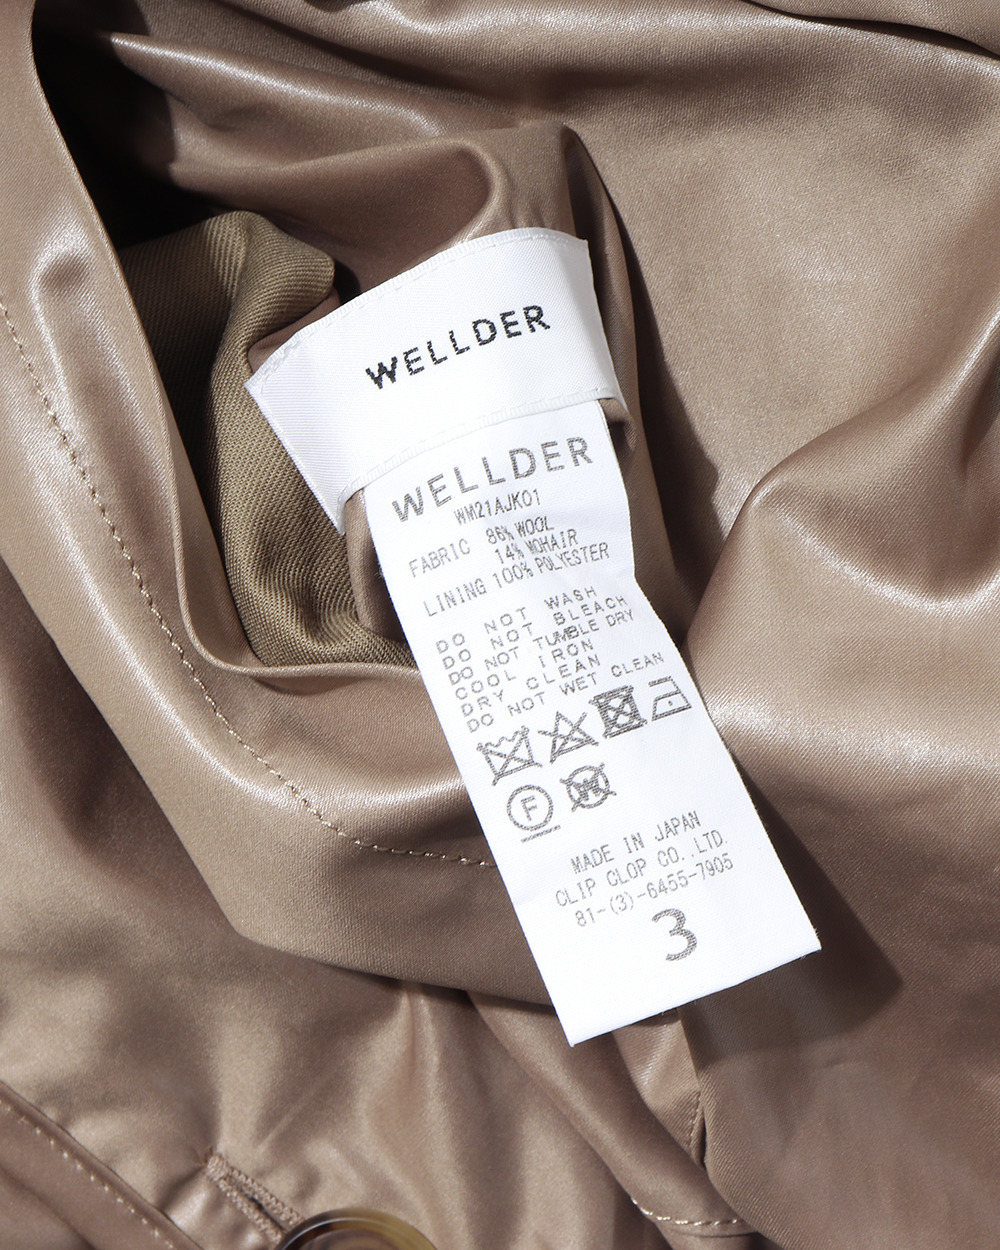 WELLDER
WELLDER
WM21AJK01
FABRIC 86% WOOL
14% MOHAIR
LINING 100% POLYESTER
DO NOT WASH
DO NOT BLEACH
DO NOT TUMBLE DRY
COOL IRON
DRY CLEAN
DO NOT WET CLEAN
F
W
MADE IN JAPAN
CLIP CLOP CO.,LTD.
81-(3)-6455-7905
3